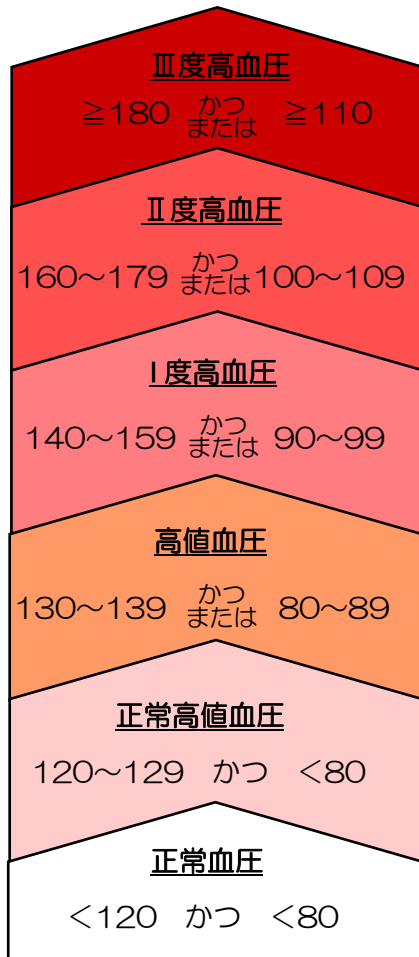 Ⅲ度高血圧
≧180 かつまたは ≧110
Ⅱ度高血圧
160～179 かつまたは 100～109
Ⅰ度高血圧
140～159 かつまたは 90～99
高値血圧
130～139 かつまたは 80～89
正常高値血圧
120～129 かつ <80
正常血圧
<120 かつ <80